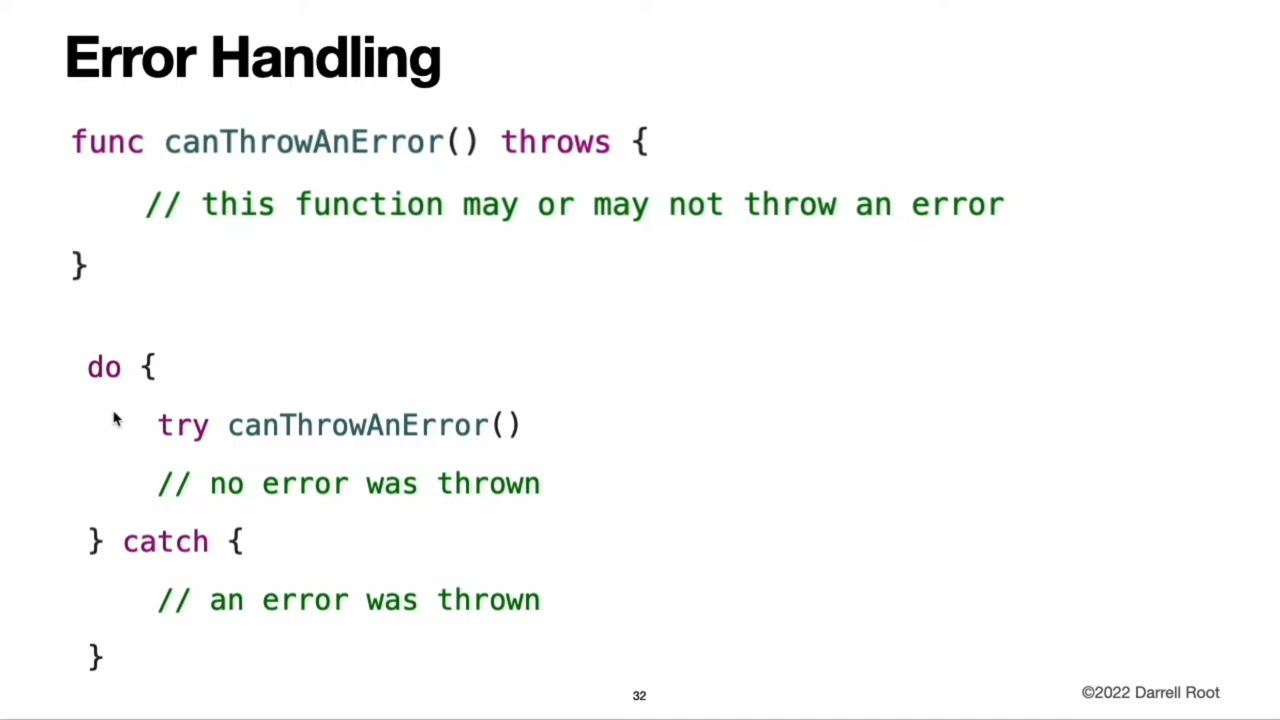 Error Handling
func canThrowAnError() throws {
// this function may or may not throw an error
}
do {
try canThrowAnError()
// no error was thrown
} catch {
// an error was thrown
}
32
©2022 Darrell Root